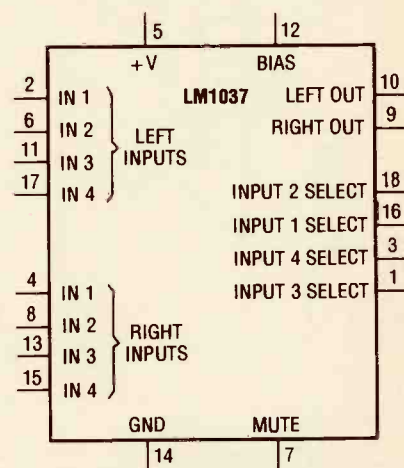 5 12
+V BIAS
LM1037
2 IN 1
6 IN 2
11 IN 3
17 IN 4
LEFT
INPUTS
LEFT OUT 10
RIGHT OUT 9
INPUT 2 SELECT 18
INPUT 1 SELECT 16
INPUT 4 SELECT 3
INPUT 3 SELECT 1
4 IN 1
8 IN 2
13 IN 3
15 IN 4
RIGHT
INPUTS
GND MUTE
14 7